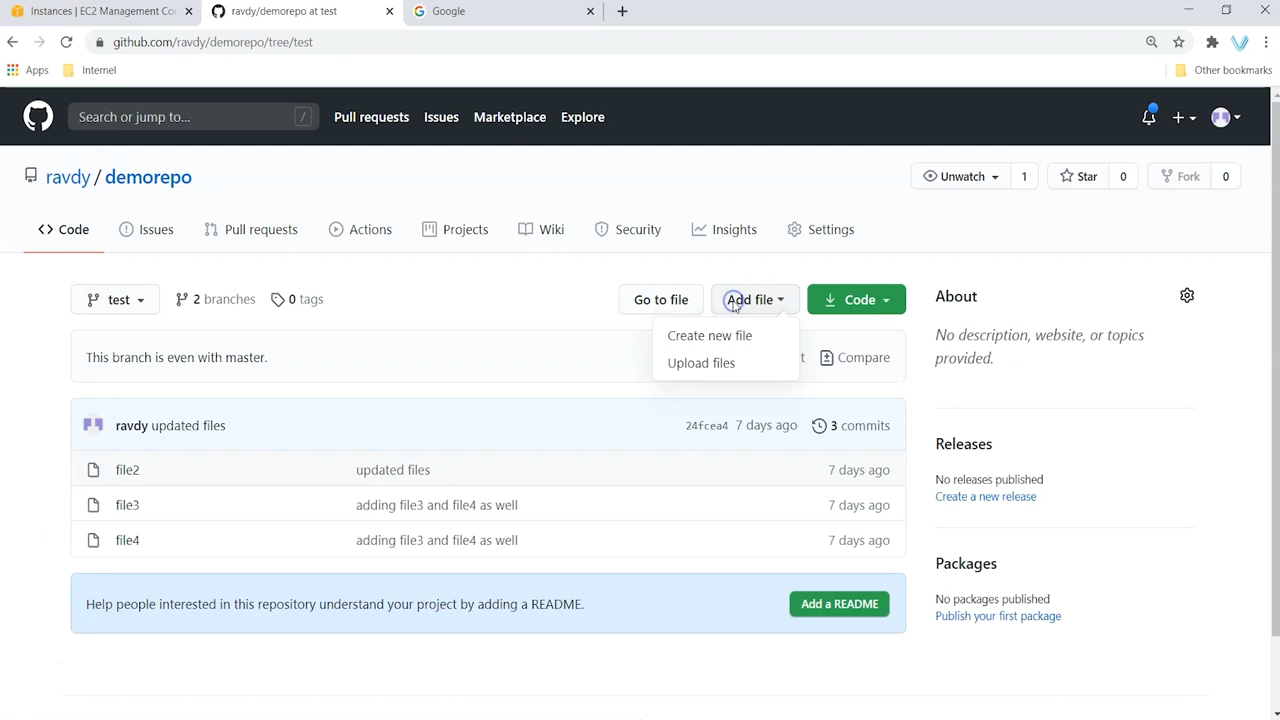 Instances | EC2 Management Co
ravdy/demorepo at test
Google
github.com/ravdy/demorepo/tree/test
Apps
Internet
Other bookmarks
Search or jump to...
/
Pull requests
Issues
Marketplace
Explore
ravdy / demorepo
Unwatch
1
Star
0
Fork
0
Code
Issues
Pull requests
Actions
Projects
Wiki
Security
Insights
Settings
test
2 branches
0 tags
Go to file
Add file
Code
Create new file
Upload files
This branch is even with master.
Compare
ravdy updated files
24fcea4 7 days ago
3 commits
file2
updated files
7 days ago
file3
adding file3 and file4 as well
7 days ago
file4
adding file3 and file4 as well
7 days ago
Help people interested in this repository understand your project by adding a README.
Add a README
About
No description, website, or topics
provided.
Releases
No releases published
Create a new release
Packages
No packages published
Publish your first package